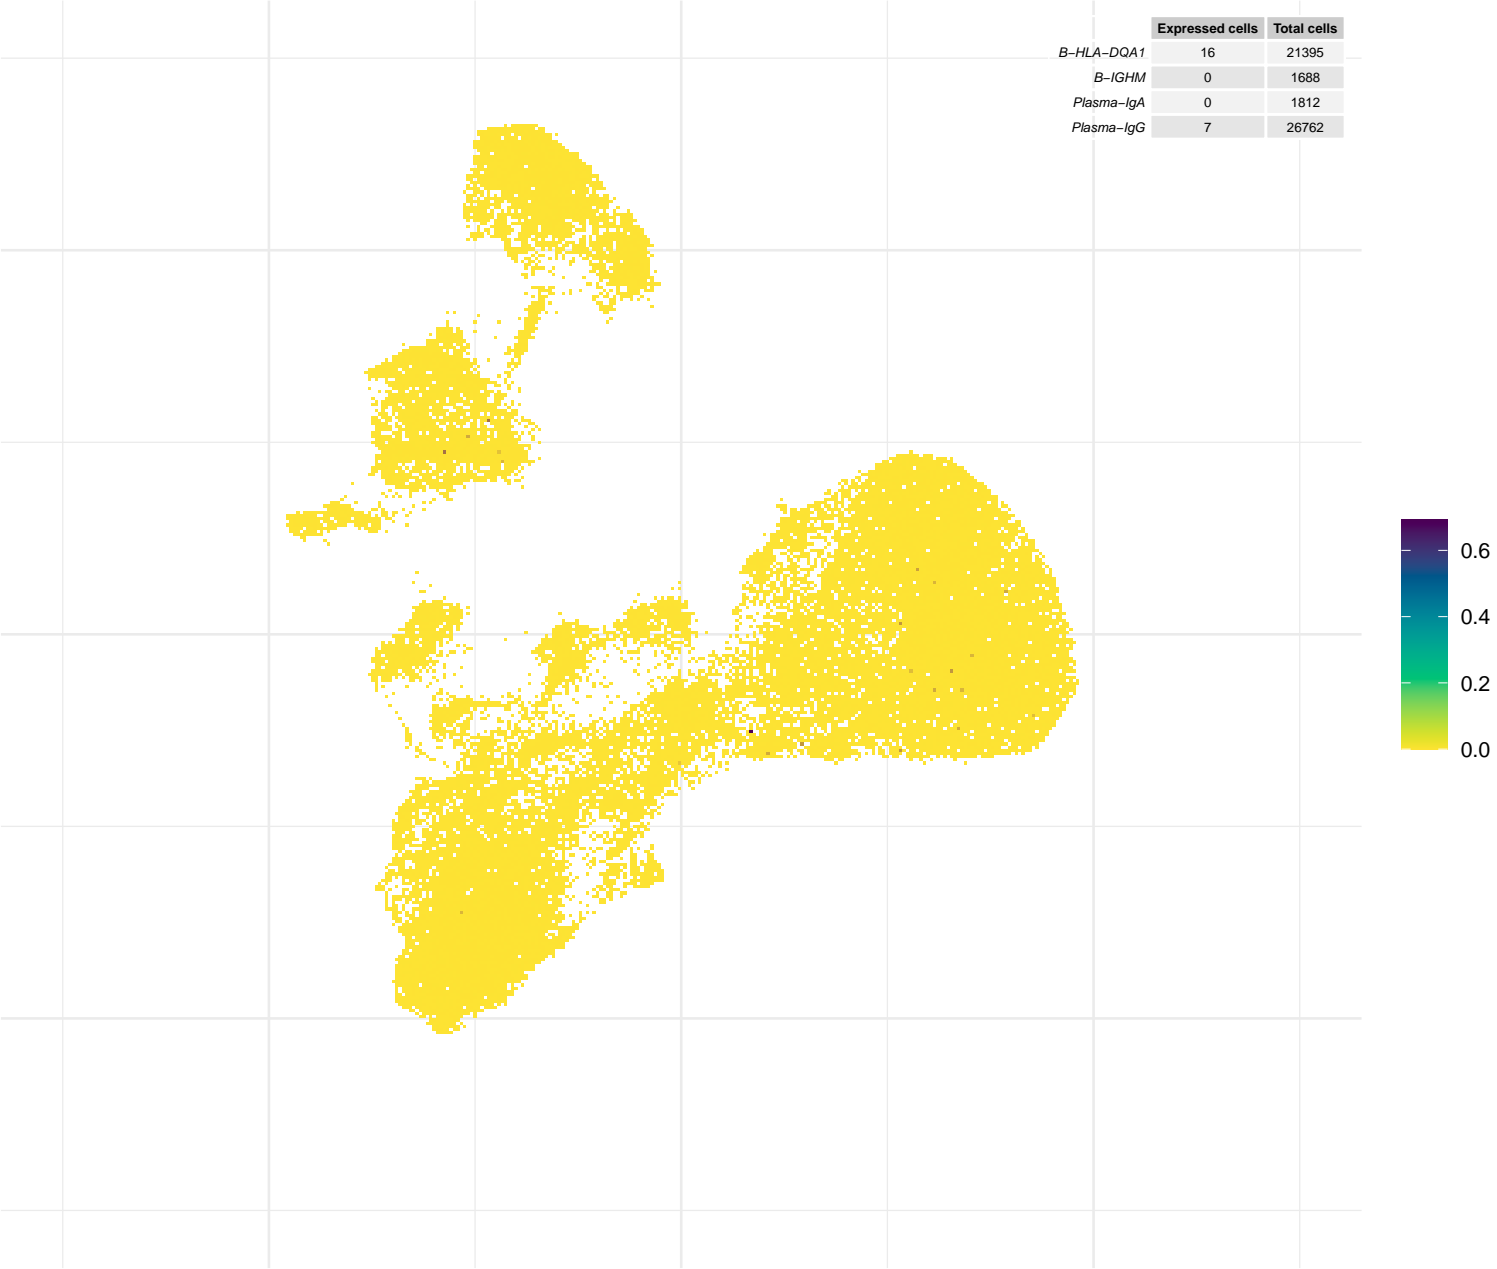 Expressed cells Total cells
B−HLA−DQA1 16 21395
B−IGHM 0 1688
Plasma−IgA 0 1812
Plasma−IgG 7 26762
0.6
0.4
0.2
0.0